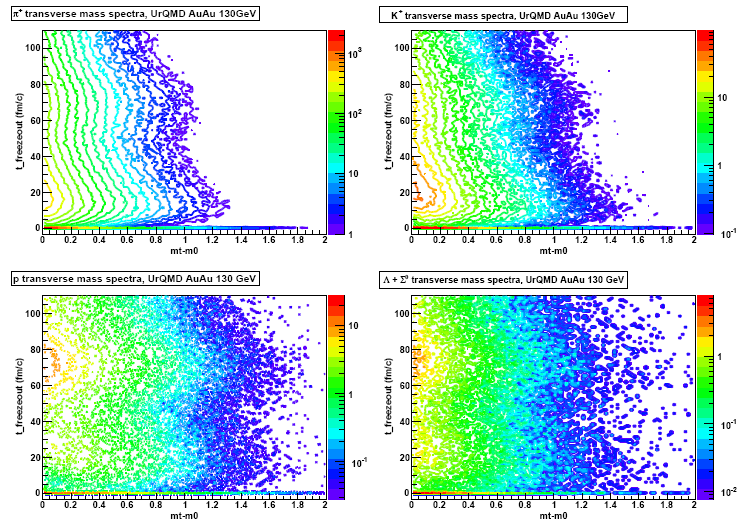 π⁺ transverse mass spectra, UrQMD AuAu 130GeV
t_freezeout (fm/c)
100
80
60
40
20
0
0 0.2 0.4 0.6 0.8 1 1.2 1.4 1.6 1.8 2
mt-m0
10³
10²
10
1
K⁺ transverse mass spectra, UrQMD AuAu 130GeV
t_freezeout (fm/c)
100
80
60
40
20
0
0 0.2 0.4 0.6 0.8 1 1.2 1.4 1.6 1.8 2
mt-m0
10
1
10⁻¹
p transverse mass spectra, UrQMD AuAu 130 GeV
t_freezeout (fm/c)
100
80
60
40
20
0
0 0.2 0.4 0.6 0.8 1 1.2 1.4 1.6 1.8 2
mt-m0
10
1
10⁻¹
Λ + Σ⁰ transverse mass spectra, UrQMD AuAu 130 GeV
t_freezeout (fm/c)
100
80
60
40
20
0
0 0.2 0.4 0.6 0.8 1 1.2 1.4 1.6 1.8 2
mt-m0
1
10⁻¹
10⁻²